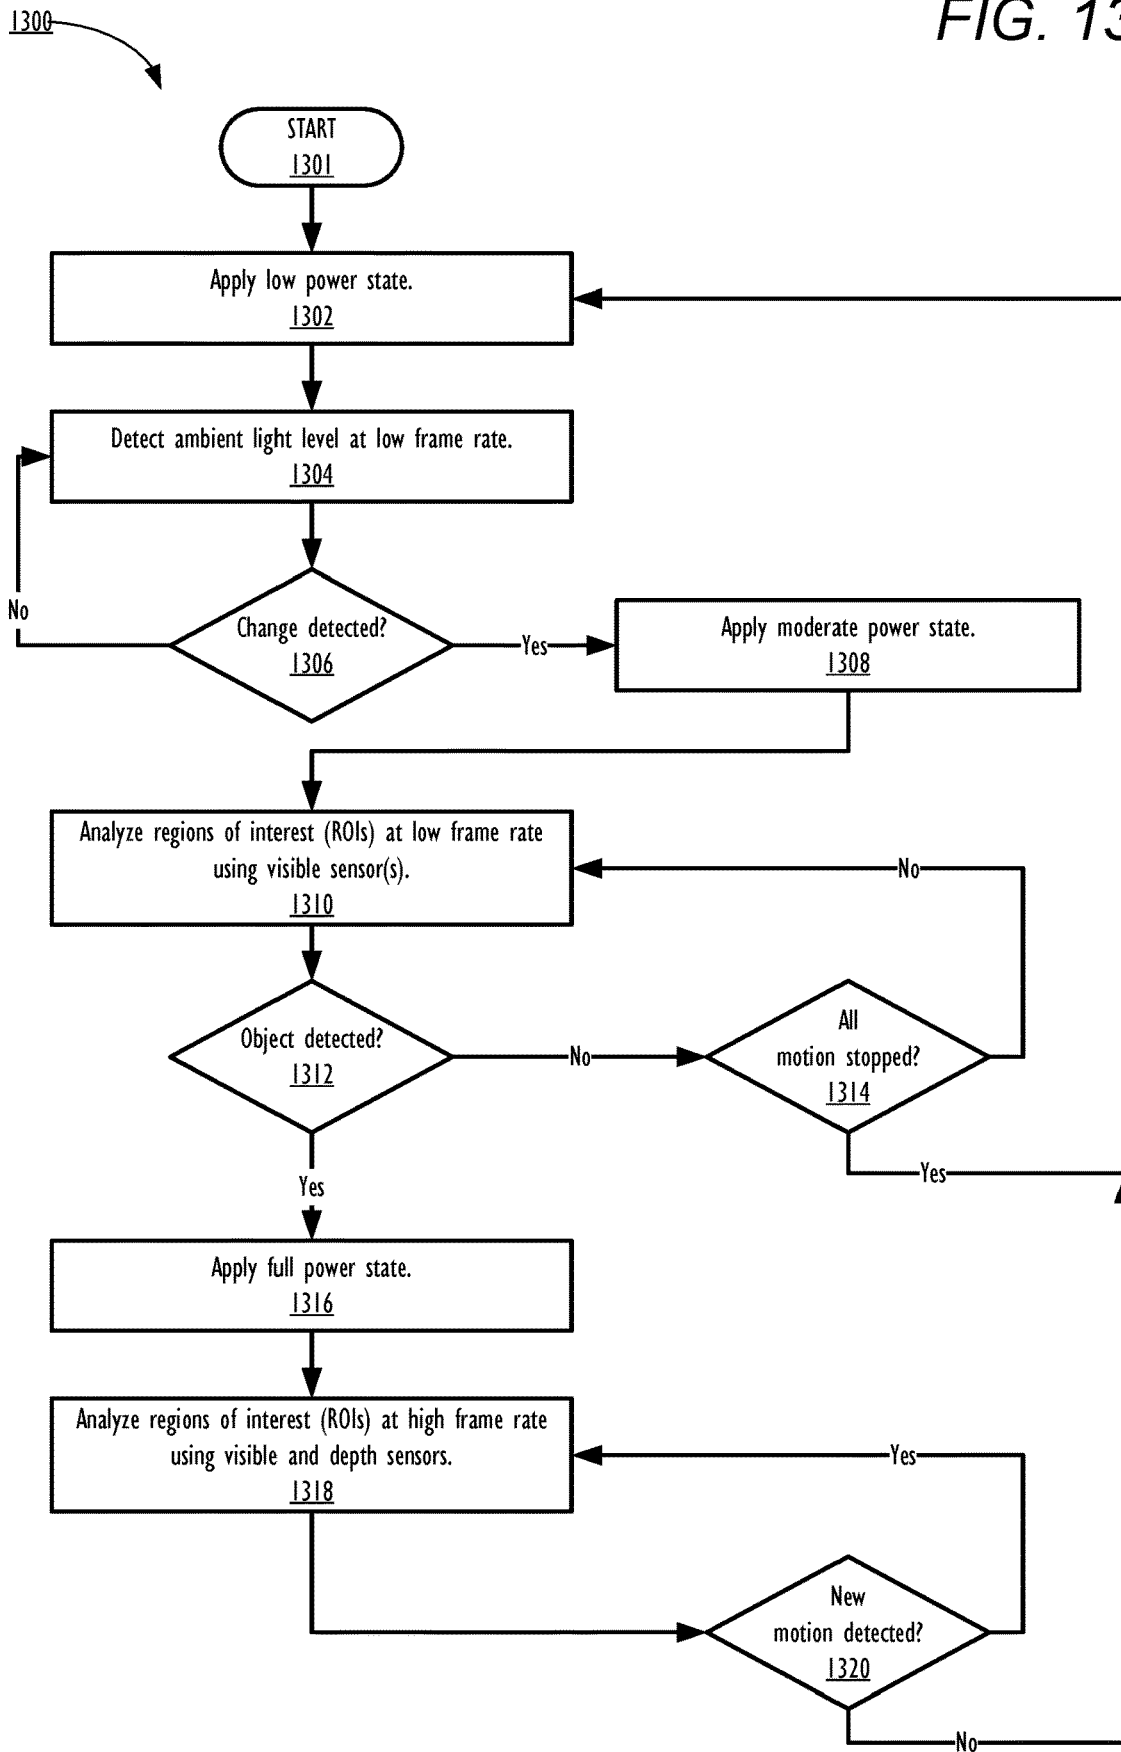 1300
FIG. 13
START
1301
Apply low power state.
1302
Detect ambient light level at low frame rate.
1304
No
Change detected?
1306
Yes
Apply moderate power state.
1308
Analyze regions of interest (ROIs) at low frame rate
using visible sensor(s).
1310
No
Object detected?
1312
No
All
motion stopped?
1314
Yes
Yes
Apply full power state.
1316
Analyze regions of interest (ROIs) at high frame rate
using visible and depth sensors.
1318
Yes
New
motion detected?
1320
No